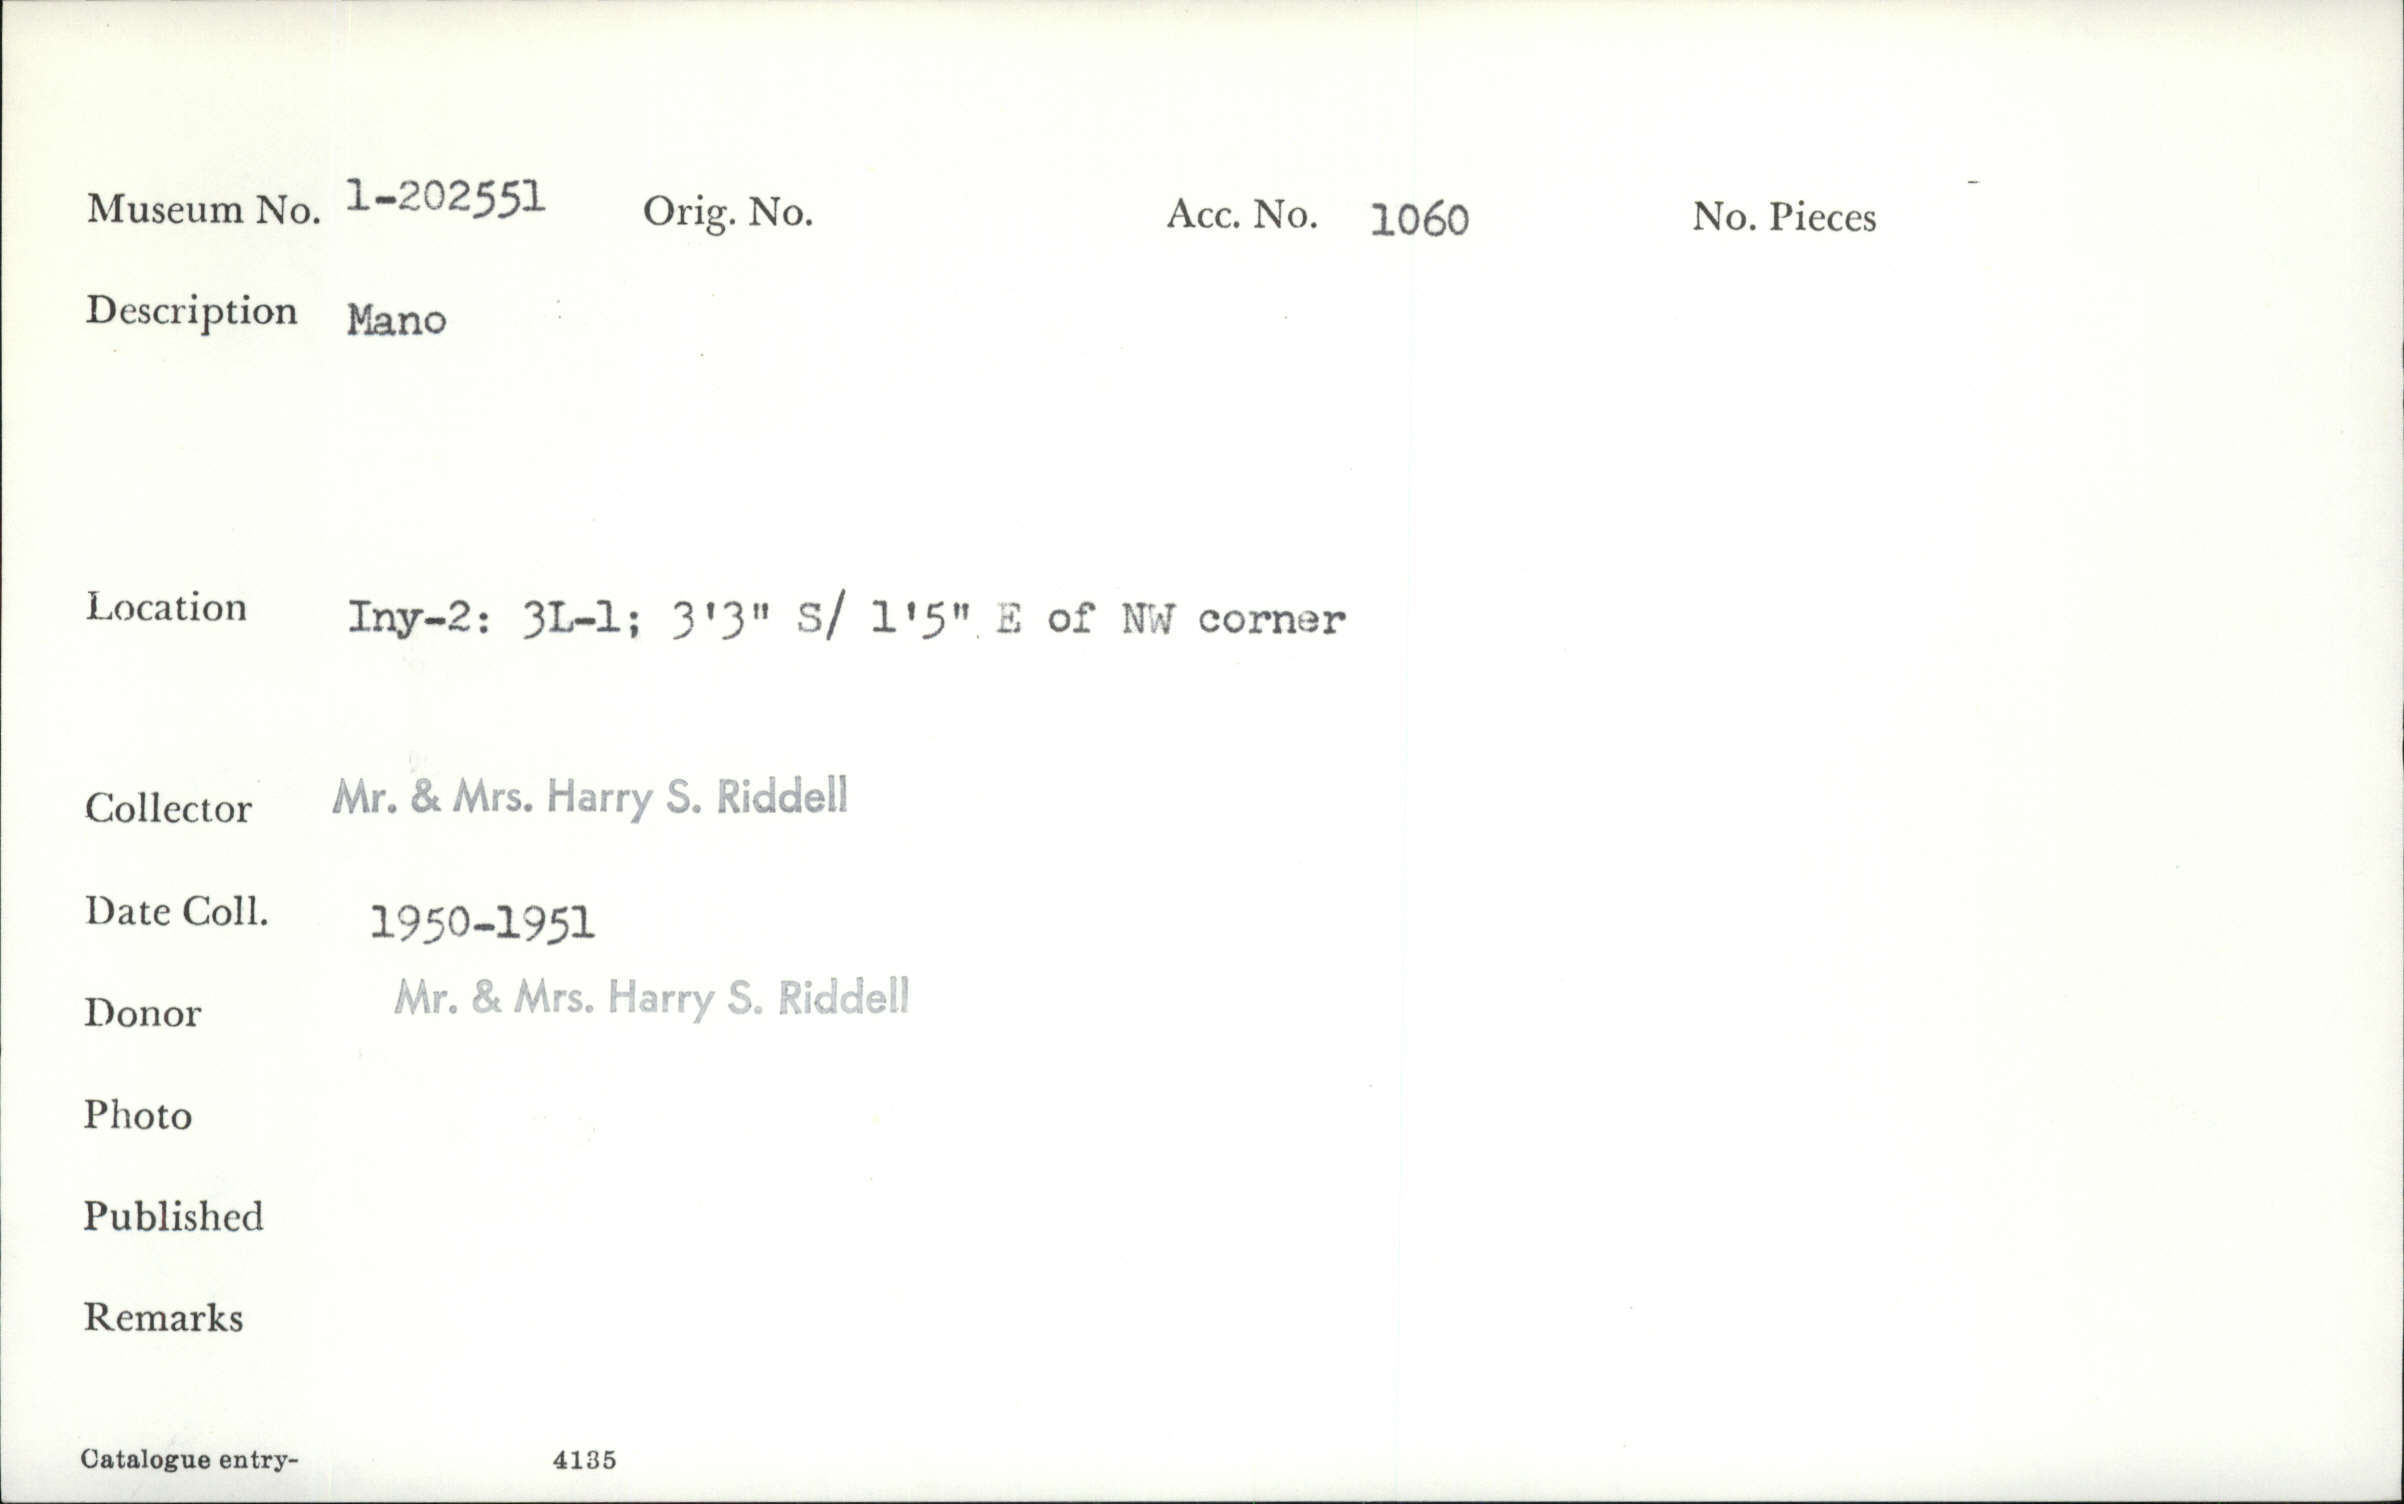 Museum No. 1-202551 Orig. No. Acc. No. 1060 No. Pieces -
Description Mano
Location Iny-2: 3L-1; 3'3" S/ 1'5" E of NW corner
Collector Mr. & Mrs. Harry S. Riddell
Date Coll. 1950-1951
Donor Mr. & Mrs. Harry S. Riddell
Photo
Published
Remarks
Catalogue entry- 4135